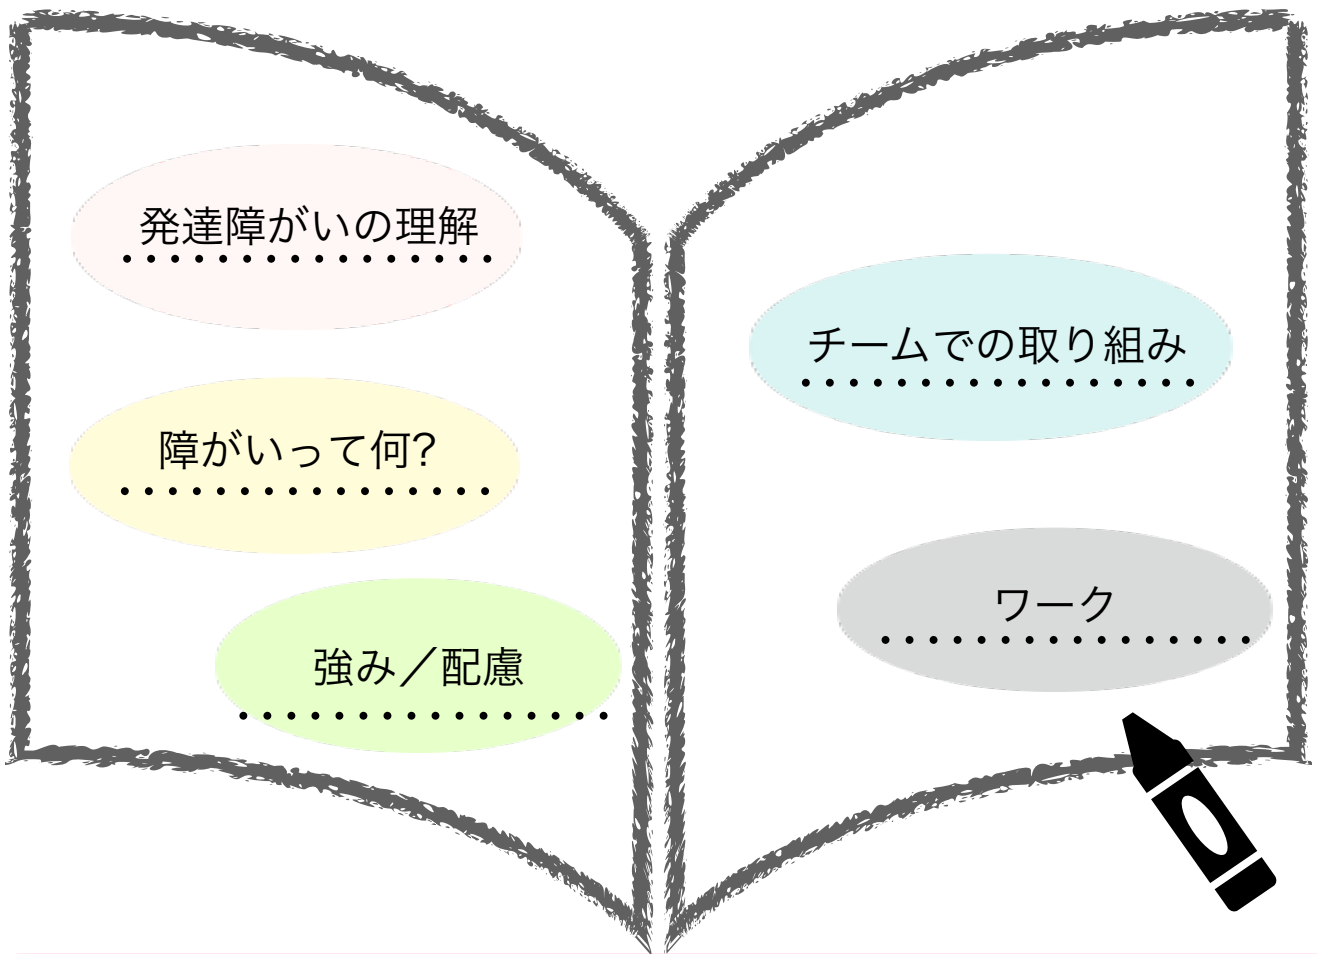 発達障がいの理解
障がいって何?
強み／配慮
チームでの取り組み
ワーク